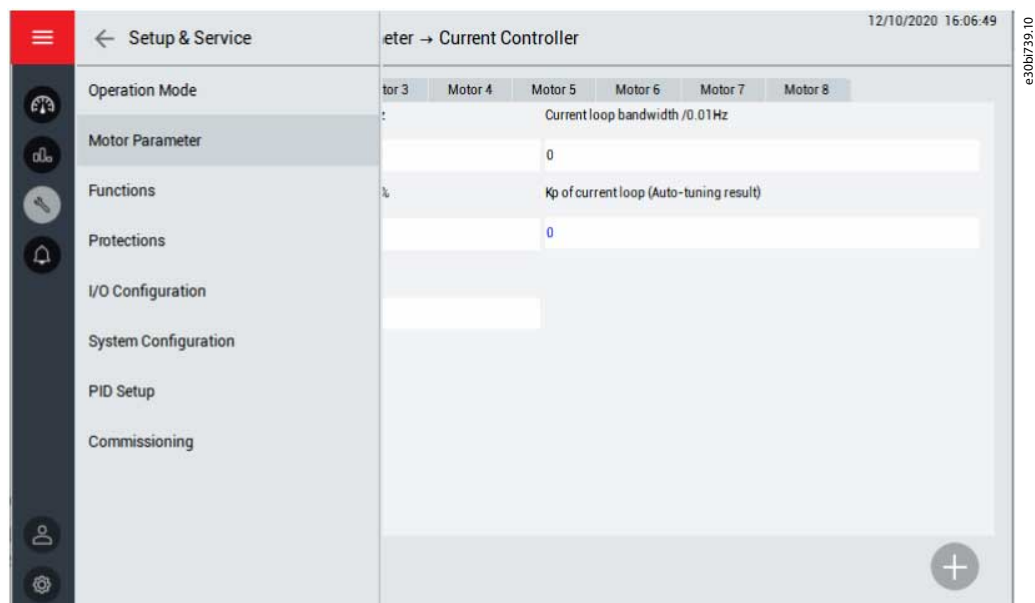 12/10/2020 16:06:49
Setup & Service
eter → Current Controller
Operation Mode
tor 3 Motor 4 Motor 5 Motor 6 Motor 7 Motor 8
Current loop bandwidth /0.01Hz
Motor Parameter
0
Functions
%
Kp of current loop (Auto-tuning result)
Protections
0
I/O Configuration
System Configuration
PID Setup
Commissioning
e30bi739.10